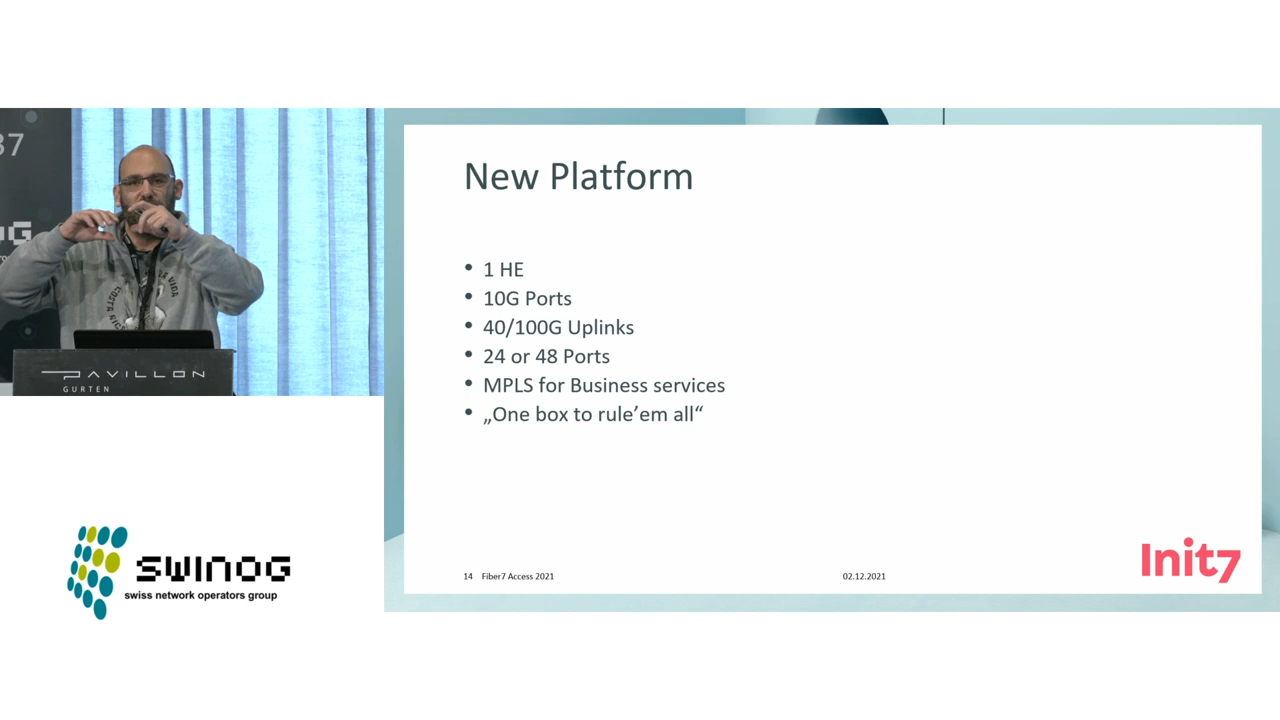 37
OG
PAVILLON
GURTEN
swinog
swiss network operators group
New Platform
• 1 HE
• 10G Ports
• 40/100G Uplinks
• 24 or 48 Ports
• MPLS for Business services
• „One box to rule’em all“
14 Fiber7 Access 2021
02.12.2021
Init7